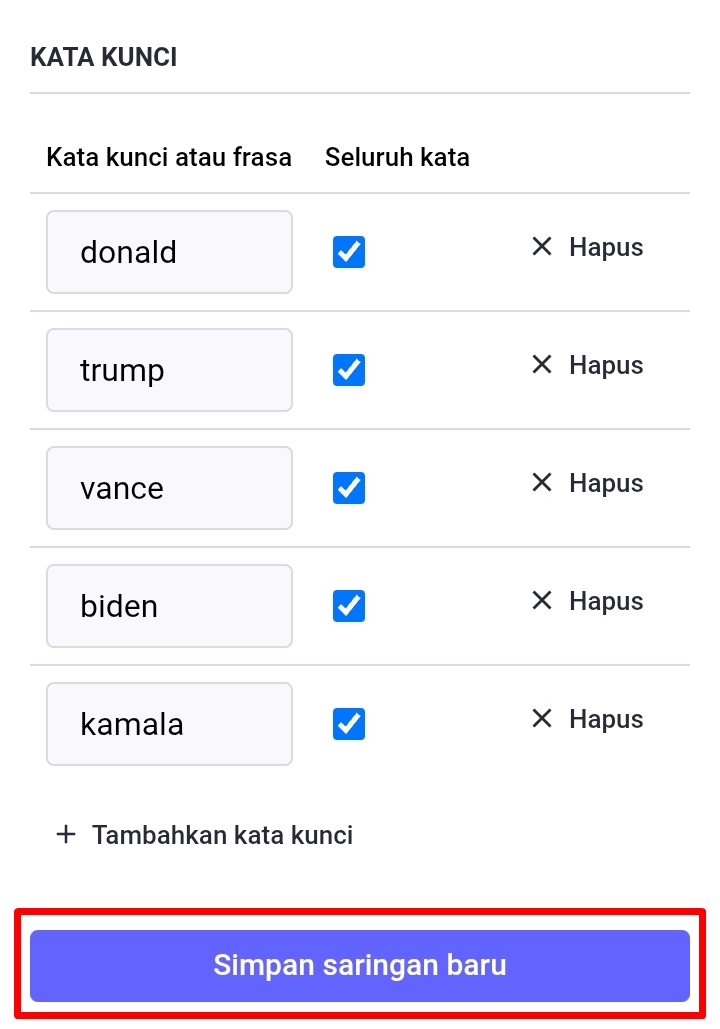 KATA KUNCI
Kata kunci atau frasa Seluruh kata
donald Hapus
trump Hapus
vance Hapus
biden Hapus
kamala Hapus
Tambahkan kata kunci
Simpan saringan baru